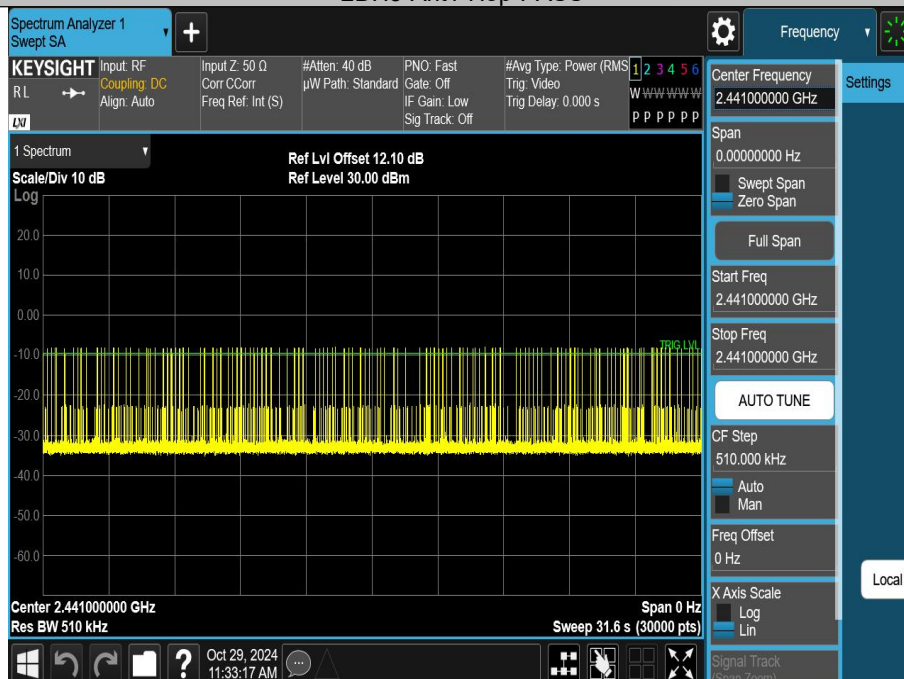 Spectrum Analyzer 1
Swept SA
Frequency
KEYSIGHT
Input: RF
Input Z: 50 Ω
#Atten: 40 dB
PNO: Fast
#Avg Type: Power (RMS
1 2 3 4 5 6
RL
Coupling: DC
Corr CCorr
µW Path: Standard
Gate: Off
Trig: Video
W W W W W W
Align: Auto
Freq Ref: Int (S)
IF Gain: Low
Trig Delay: 0.000 s
LXI
Sig Track: Off
P P P P P P
1 Spectrum
Ref Lvl Offset 12.10 dB
Scale/Div 10 dB
Ref Level 30.00 dBm
Log
20.0
10.0
0.00
-10.0
TRIG LVL
-20.0
-30.0
-40.0
-50.0
-60.0
Center 2.441000000 GHz
Span 0 Hz
Res BW 510 kHz
Sweep 31.6 s (30000 pts)
Center Frequency
2.441000000 GHz
Settings
Span
0.00000000 Hz
Swept Span
Zero Span
Full Span
Start Freq
2.441000000 GHz
Stop Freq
2.441000000 GHz
AUTO TUNE
CF Step
510.000 kHz
Auto
Man
Freq Offset
0 Hz
Local
X Axis Scale
Log
Lin
Signal Track
(Span Zoom)
?
Oct 29, 2024
11:33:17 AM